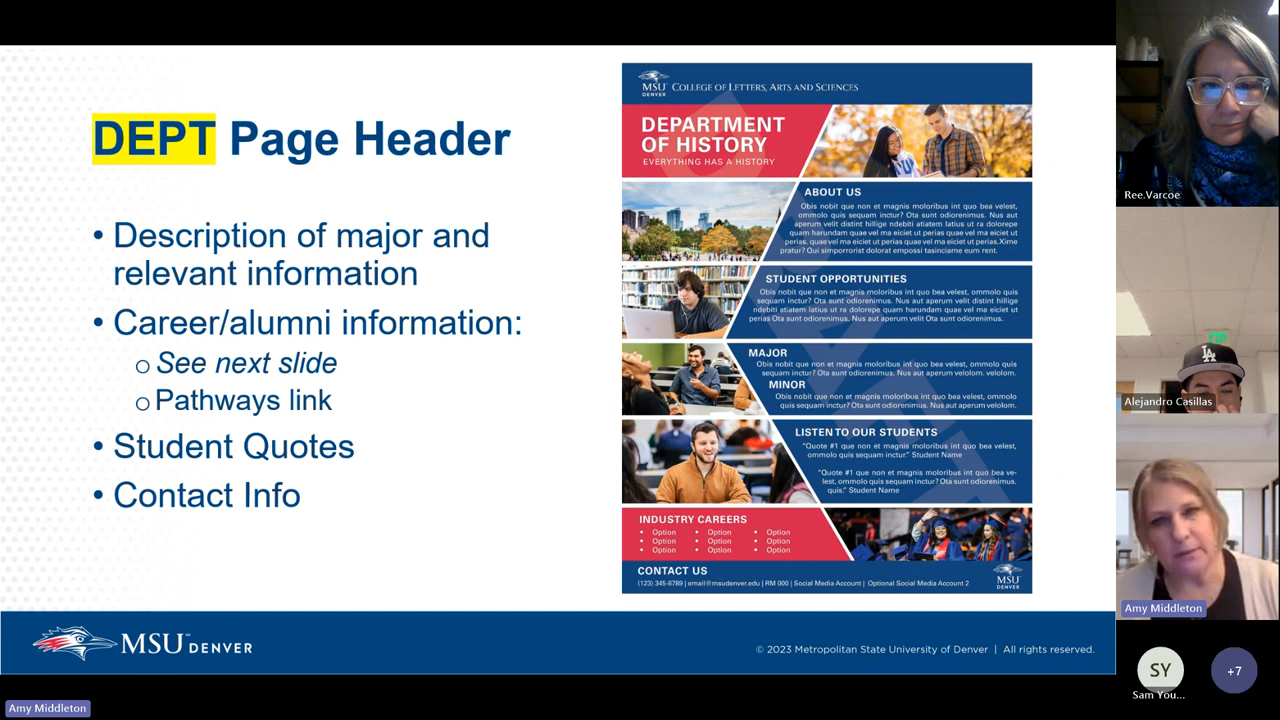 DEPT Page Header
• Description of major and
relevant information
• Career/alumni information:
o See next slide
o Pathways link
• Student Quotes
• Contact Info
MSU DENVER
COLLEGE OF LETTERS, ARTS AND SCIENCES
DEPARTMENT
OF HISTORY
EVERYTHING HAS A HISTORY
ABOUT US
Obis nobit que non et magnis moloribus int quo bea velest,
ommolo quis sequam inctur? Ota sunt odiorenimus. Nus aut
aperum velit distint hillige ndebiti atiatem latius ut ra dolorepe
quam harundam quae vel ma eiciet ut perias quae vel ma eiciet ut
perias. quae vel ma eiciet ut perias quae vel ma eiciet ut perias.Xime
pratur? Qui simporrorist dolorat empossi tasinciame eum rent.
STUDENT OPPORTUNITIES
Obis nobit que non et magnis moloribus int quo bea velest, ommolo quis
sequam inctur? Ota sunt odiorenimus. Nus aut aperum velit distint hillige
ndebiti atiatem latius ut ra dolorepe quam harundam quae vel ma eiciet ut
perias Ota sunt odiorenimus. Nus aut aperum velit Ota sunt odiorenimus.
MAJOR
Obis nobit que non et magnis moloribus int quo bea velest, ommolo quis
sequam inctur? Ota sunt odiorenimus. Nus aut aperum velolom. velolom.
MINOR
Obis nobit que non et magnis moloribus int quo bea velest, ommolo
quis sequam inctur? Ota sunt odiorenimus. Nus aut aperum velolom.
LISTEN TO OUR STUDENTS
"Quote #1 que non et magnis moloribus int quo bea velest,
ommolo quis sequam inctur." Student Name
"Quote #1 que non et magnis moloribus int quo bea ve-
lest, ommolo quis sequam inctur? Ota sunt odiorenimus.
quis." Student Name
INDUSTRY CAREERS
• Option • Option • Option
• Option • Option • Option
• Option • Option • Option
CONTACT US
(123) 345-6789 | email@msudenver.edu | RM 000 | Social Media Account | Optional Social Media Account 2
MSU DENVER
MSU DENVER
© 2023 Metropolitan State University of Denver | All rights reserved.
Amy Middleton
Ree.Varcoe
LA
Alejandro Casillas
Amy Middleton
SY
Sam You...
+7